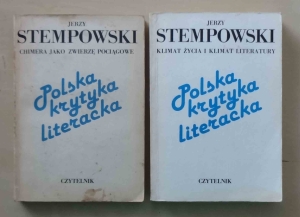 JERZY
STEMPOWSKI
CHIMERA JAKO ZWIERZĘ POCIĄGOWE
Polska
krytyka
literacka
CZYTELNIK
JERZY
STEMPOWSKI
KLIMAT ŻYCIA I KLIMAT LITERATURY
Polska
krytyka
literacka
CZYTELNIK